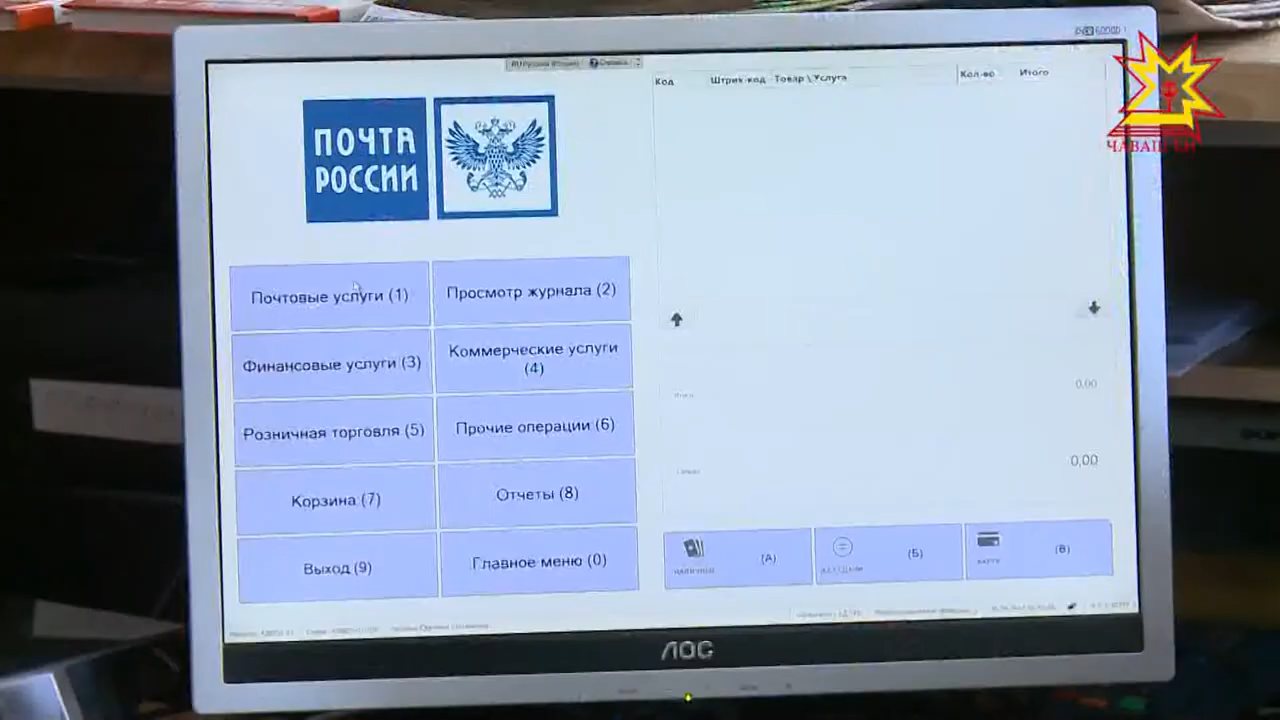 ПОЧТА
РОССИИ
Код
Штрих-код - Товар \ Услуга
Кол-во
Итого
ЧĂВАШ ЕН
Почтовые услуги (1)
Просмотр журнала (2)
Финансовые услуги (3)
Коммерческие услуги
(4)
Розничная торговля (5)
Прочие операции (6)
Корзина (7)
Отчеты (8)
Выход (9)
Главное меню (0)
0,00
0,00
(А)
(Б)
(В)
AOC